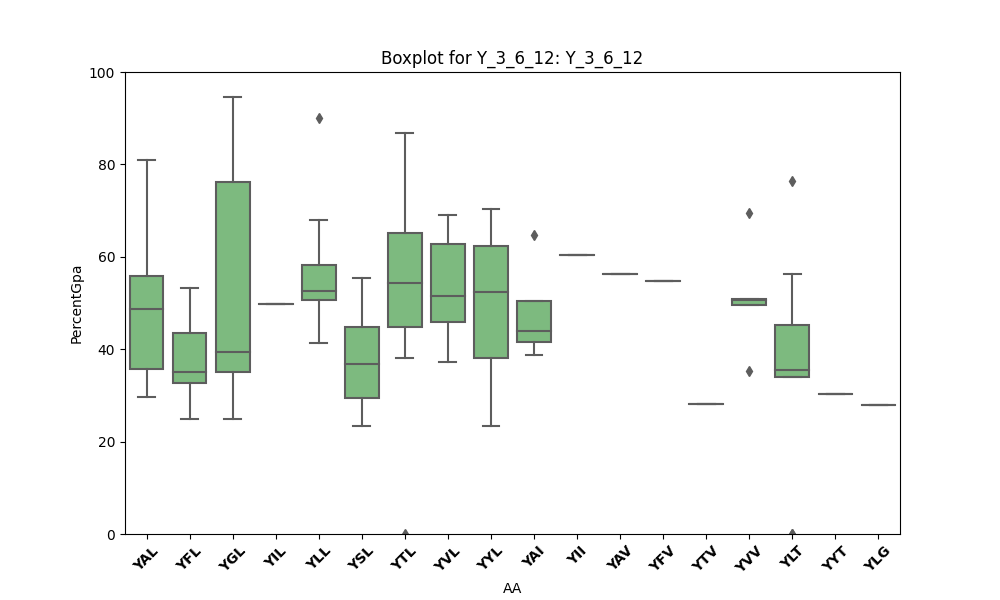 Boxplot for Y_3_6_12: Y_3_6_12
100
80
60
40
20
0
PercentGpa
YAL YFL YGL YIL YLL YSL YTL YVL YYL YAI YII YAV YFV YTV YVV YLT YYT YLG
AA